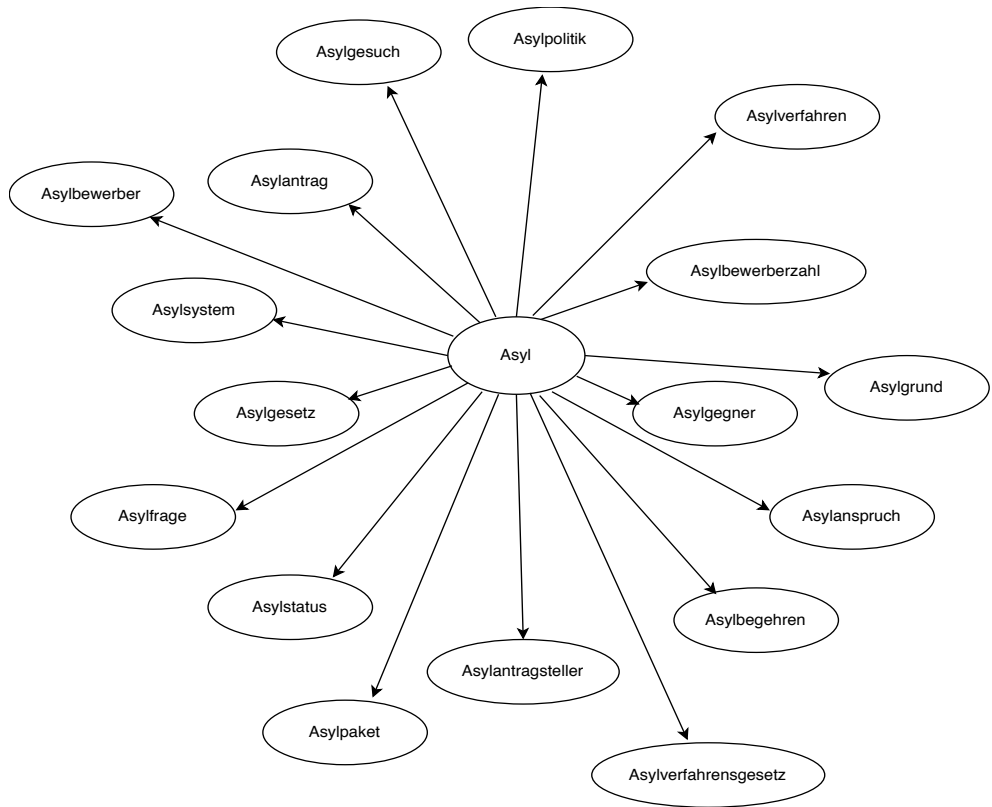 Asylpolitik
Asylgesuch
Asylverfahren
Asylantrag
Asylbewerber
Asylbewerberzahl
Asylsystem
Asyl
Asylgrund
Asylgesetz
Asylgegner
Asylfrage
Asylanspruch
Asylstatus
Asylbegehren
Asylantragsteller
Asylpaket
Asylverfahrensgesetz